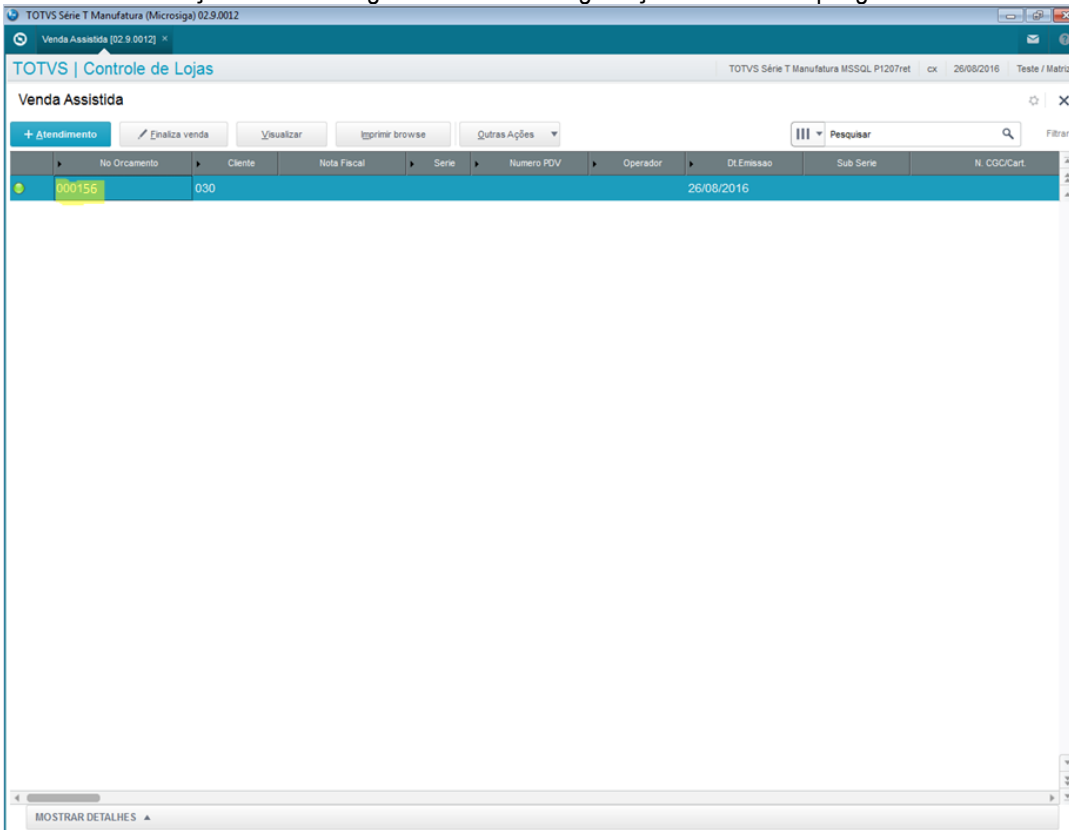 TOTVS Série T Manufatura (Microsiga) 02.9.0012
Venda Assistida [02.9.0012] ×
TOTVS | Controle de Lojas
TOTVS Série T Manufatura MSSQL P1207ret cx 26/08/2016 Teste / Matriz
Venda Assistida
+ Atendimento Finaliza venda Visualizar Imprimir browse Outras Ações Pesquisar Filtrar
No Orcamento Cliente Nota Fiscal Serie Numero PDV Operador Dt.Emissao Sub Serie N. CGC/Cart.
000156 030 26/08/2016
MOSTRAR DETALHES